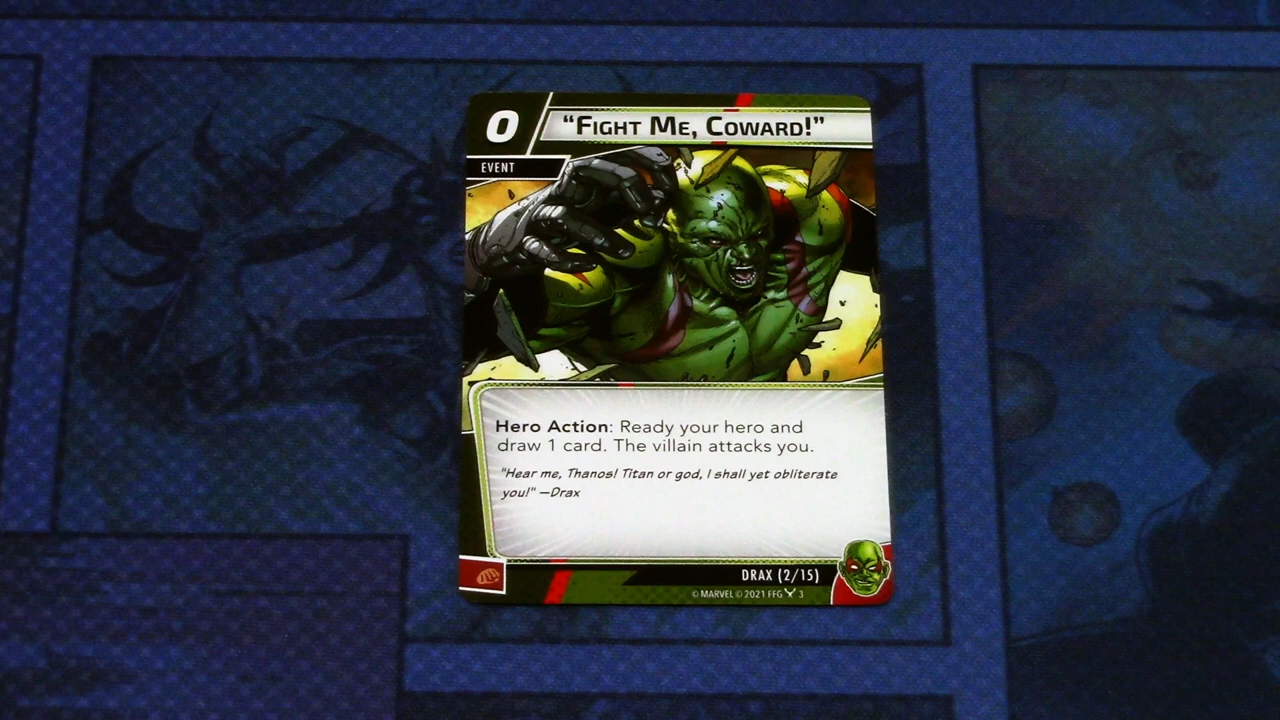 0
“Fight Me, Coward!”
EVENT
Hero Action: Ready your hero and
draw 1 card. The villain attacks you.
"Hear me, Thanos! Titan or god, I shall yet obliterate
you!" —Drax
DRAX (2/15)
© MARVEL © 2021 FFG 3